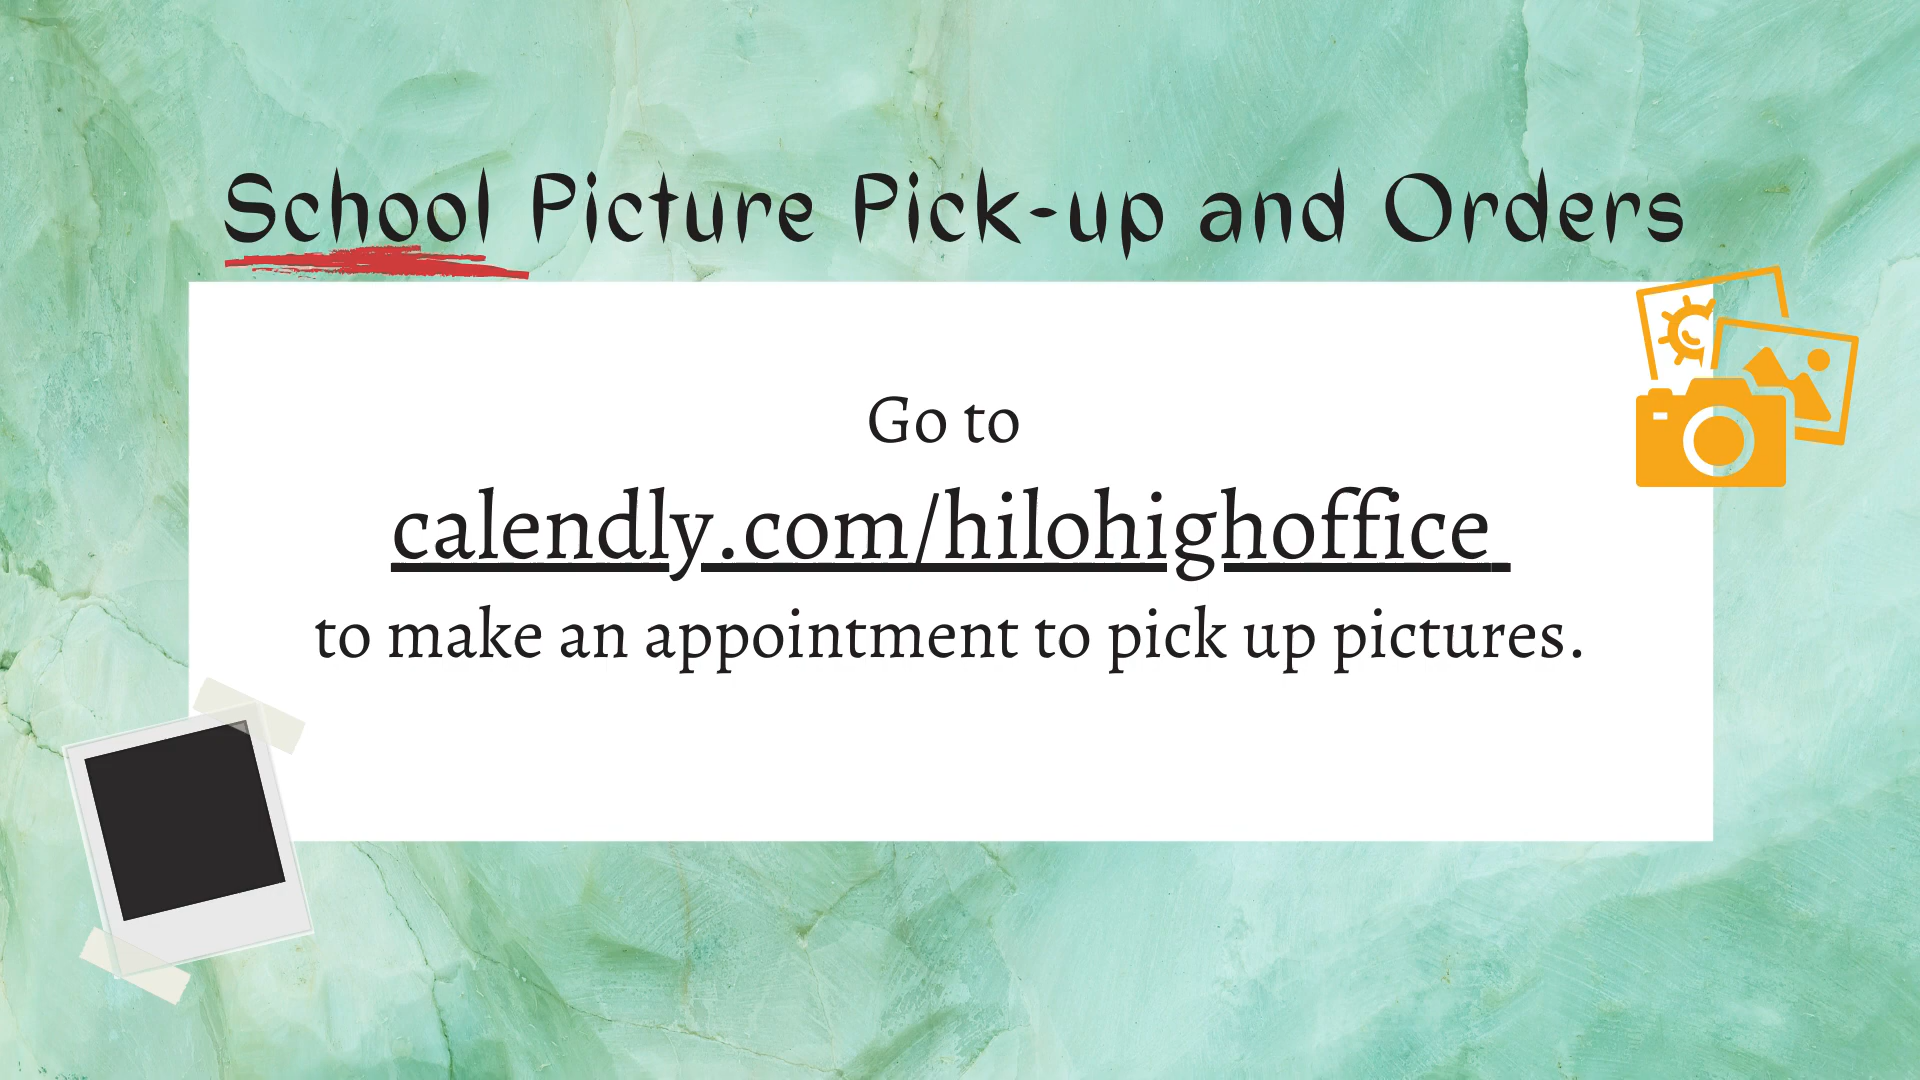 School Picture Pick-up and Orders
Go to
calendly.com/hilohighoffice
to make an appointment to pick up pictures.